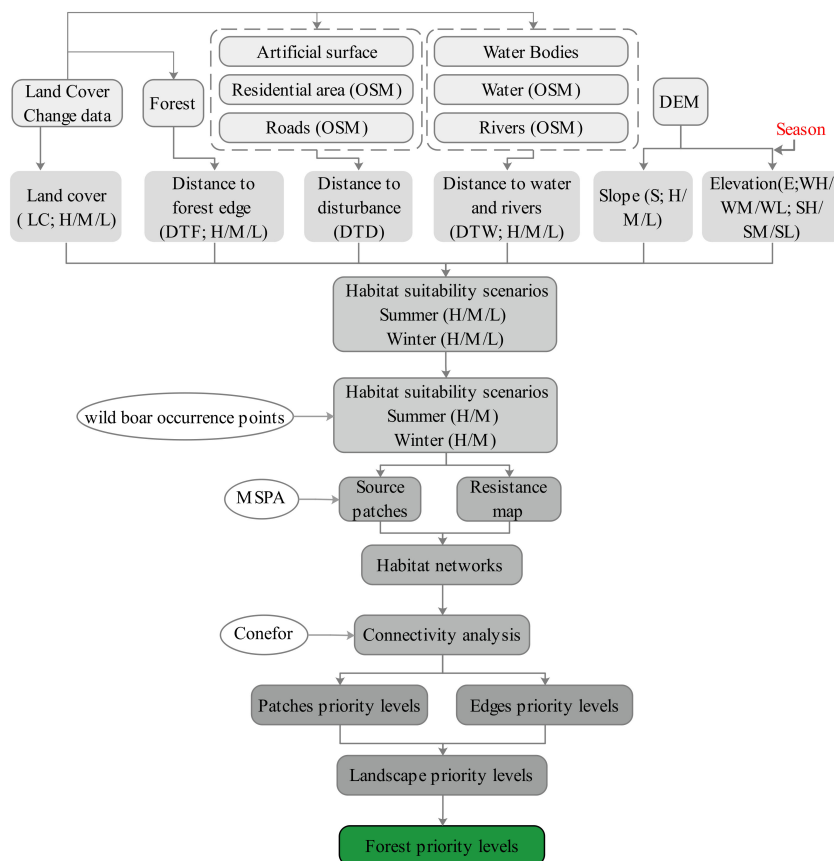 Artificial surface
Water Bodies
Land Cover
Change data
Forest
Residential area (OSM)
Water (OSM)
DEM
Roads (OSM)
Rivers (OSM)
Season
Land cover
( LC; H/M/L)
Distance to
forest edge
(DTF; H/M/L)
Distance to
disturbance
(DTD)
Distance to water
and rivers
(DTW; H/M/L)
Slope (S; H/
M/L)
Elevation(E;WH/
WM/WL; SH/
SM/SL)
Habitat suitability scenarios
Summer (H/M/L)
Winter (H/M/L)
wild boar occurrence points
Habitat suitability scenarios
Summer (H/M)
Winter (H/M)
MSPA
Source
patches
Resistance
map
Habitat networks
Conefor
Connectivity analysis
Patches priority levels
Edges priority levels
Landscape priority levels
Forest priority levels